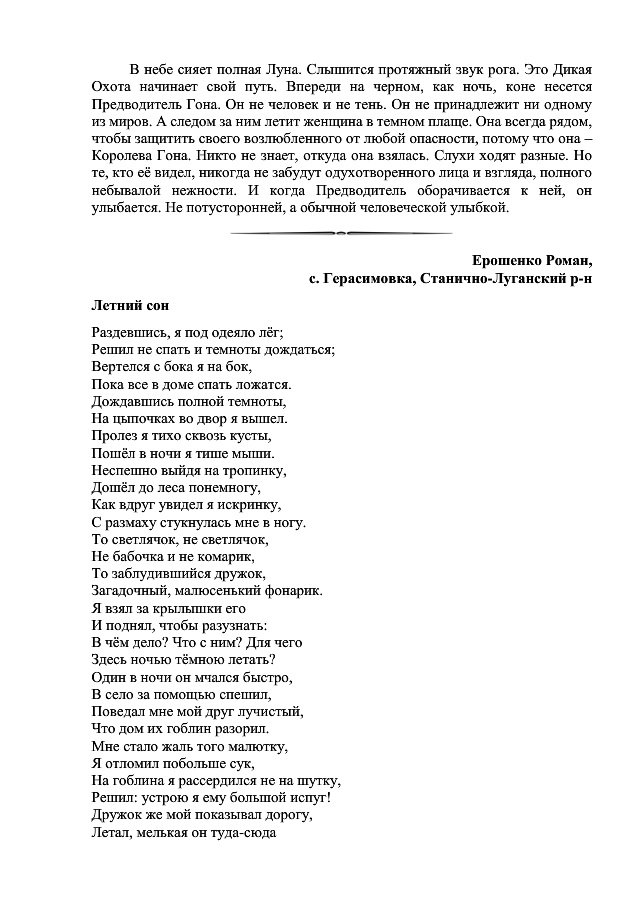 В небе сияет полная Луна. Слышится протяжный звук рога. Это Дикая
Охота начинает свой путь. Впереди на черном, как ночь, коне несется
Предводитель Гона. Он не человек и не тень. Он не принадлежит ни одному
из миров. А следом за ним летит женщина в темном плаще. Она всегда рядом,
чтобы защитить своего возлюбленного от любой опасности, потому что она –
Королева Гона. Никто не знает, откуда она взялась. Слухи ходят разные. Но
те, кто её видел, никогда не забудут одухотворенного лица и взгляда, полного
небывалой нежности. И когда Предводитель оборачивается к ней, он
улыбается. Не потусторонней, а обычной человеческой улыбкой.
Ерошенко Роман,
с. Герасимовка, Станично-Луганский р-н
Летний сон
Раздевшись, я под одеяло лёг;
Решил не спать и темноты дождаться;
Вертелся с бока я на бок,
Пока все в доме спать ложатся.
Дождавшись полной темноты,
На цыпочках во двор я вышел.
Пролез я тихо сквозь кусты,
Пошёл в ночи я тише мыши.
Неспешно выйдя на тропинку,
Дошёл до леса понемногу,
Как вдруг увидел я искринку,
С размаху стукнулась мне в ногу.
То светлячок, не светлячок,
Не бабочка и не комарик,
То заблудившийся дружок,
Загадочный, малюсенький фонарик.
Я взял за крылышки его
И поднял, чтобы разузнать:
В чём дело? Что с ним? Для чего
Здесь ночью тёмною летать?
Один в ночи он мчался быстро,
В село за помощью спешил,
Поведал мне мой друг лучистый,
Что дом их гоблин разорил.
Мне стало жаль того малютку,
Я отломил побольше сук,
На гоблина я рассердился не на шутку,
Решил: устрою я ему большой испуг!
Дружок же мой показывал дорогу,
Летал, мелькая он туда-сюда